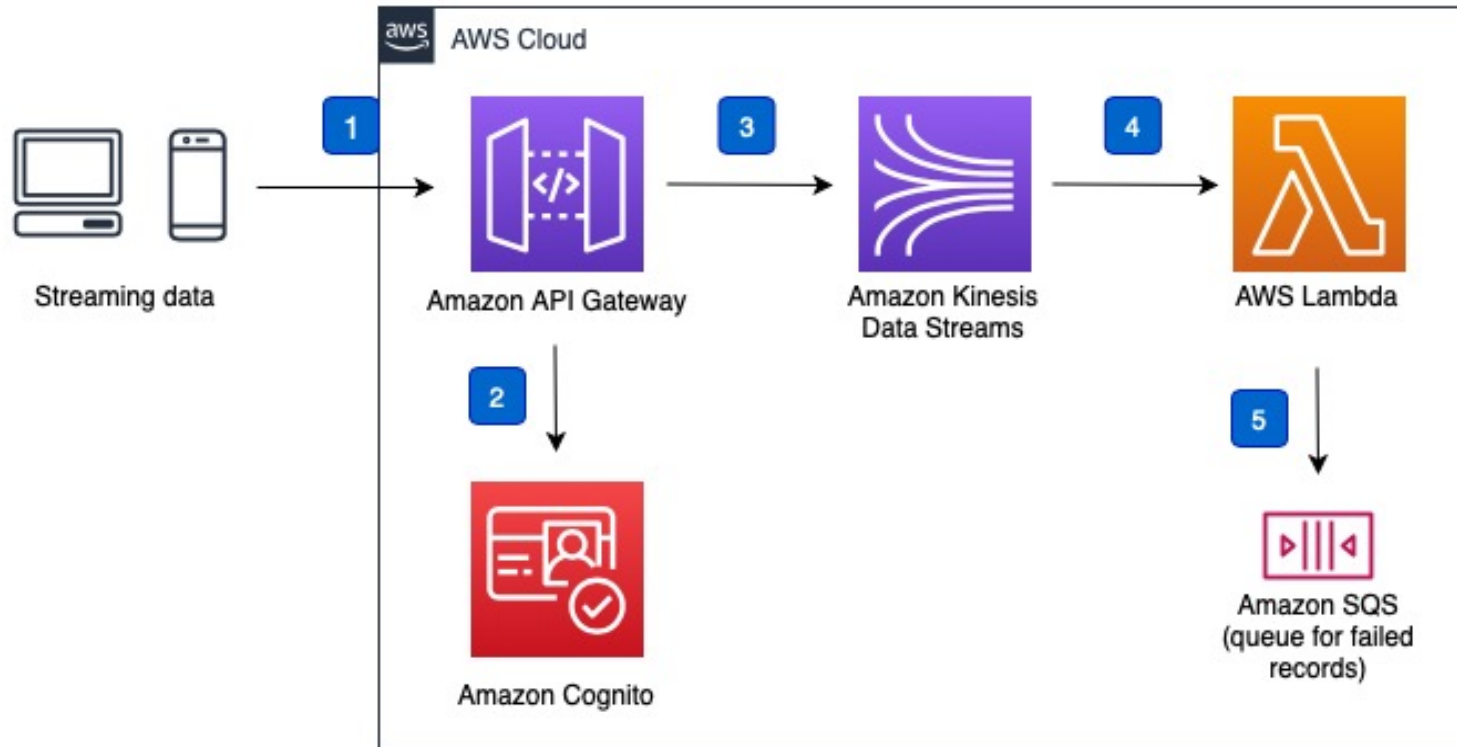 aws
AWS Cloud
1
3
4
</>
Streaming data
Amazon API Gateway
Amazon Kinesis
Data Streams
AWS Lambda
2
5
Amazon Cognito
Amazon SQS
(queue for failed
records)